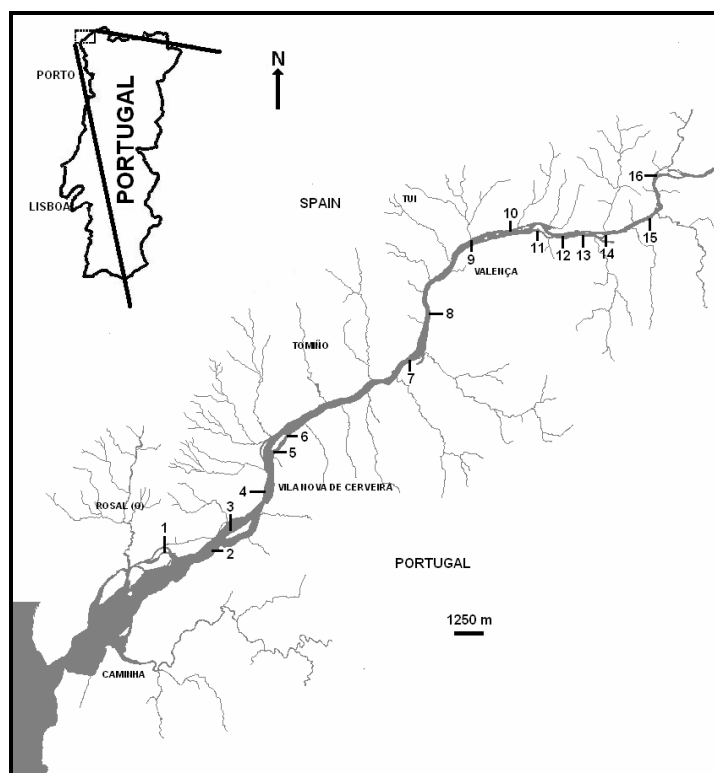 N
PORTO
PORTUGAL
LISBOA
SPAIN
TUI
16
10
11
12
13
14
15
9
VALENÇA
8
TOMIÑO
7
6
5
4
VILA NOVA DE CERVEIRA
3
ROSAL (O)
1
2
PORTUGAL
1250 m
CAMINHA